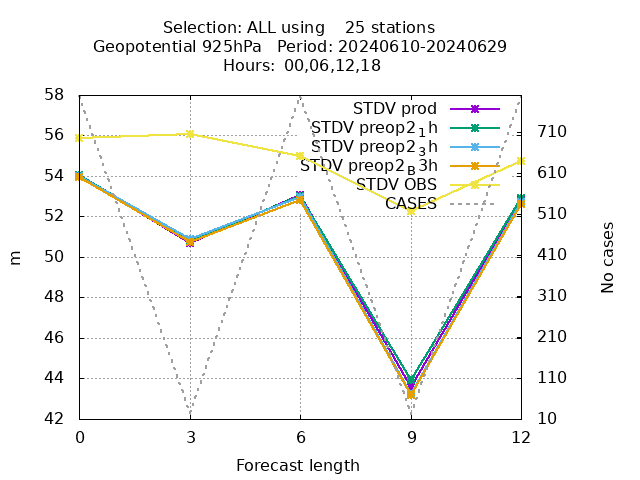 Selection: ALL using    25 stations
Geopotential 925hPa   Period: 20240610-20240629
Hours: 00,06,12,18
STDV prod
STDV preop2₁h
STDV preop2₃h
STDV preop2_B3h
STDV OBS
CASES
58
56
54
52
50
48
46
44
42
m
710
610
510
410
310
210
110
10
No cases
0 3 6 9 12
Forecast length